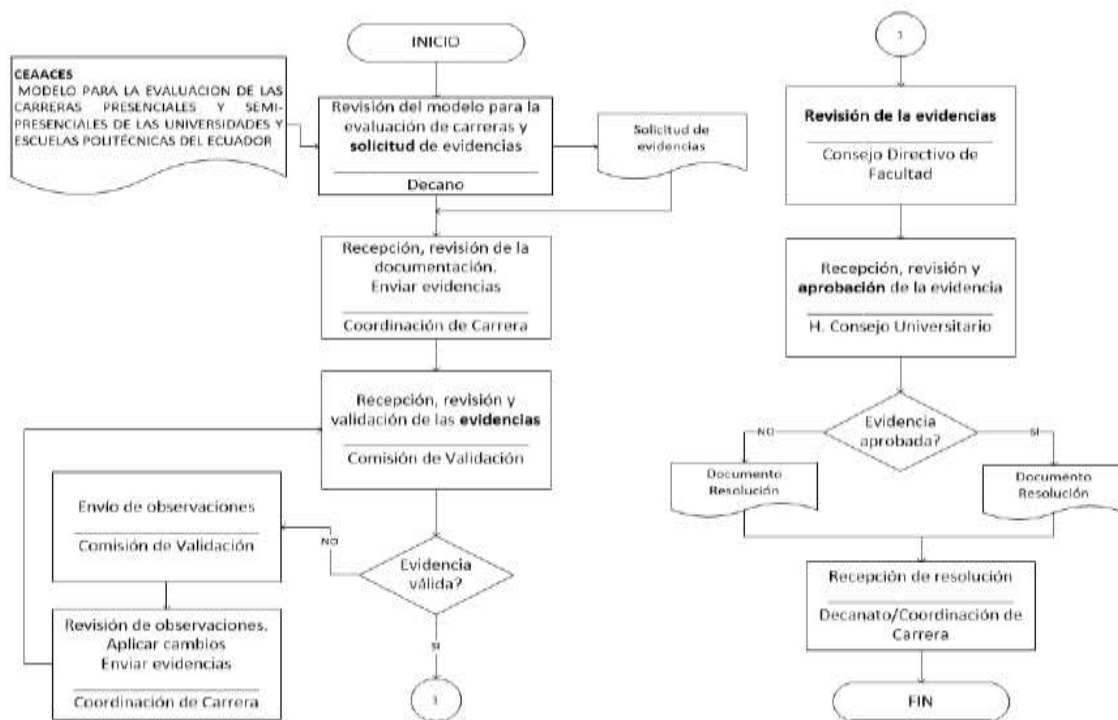 INICIO
CEAACES
MODELO PARA LA EVALUACION DE LAS
CARRERAS PRESENCIALES Y SEMI-
PRESENCIALES DE LAS UNIVERSIDADES Y
ESCUELAS POLITÉCNICAS DEL ECUADOR
Revisión del modelo para la
evaluación de carreras y
solicitud de evidencias
Decano
Solicitud de
evidencias
Recepción, revisión de la
documentación.
Enviar evidencias
Coordinación de Carrera
Recepción, revisión y
validación de las evidencias
Comisión de Validación
Envío de observaciones
Comisión de Validación
NO
Evidencia
válida?
Revisión de observaciones.
Aplicar cambios
Enviar evidencias
Coordinación de Carrera
SI
1
1
Revisión de la evidencias
Consejo Directivo de
Facultad
Recepción, revisión y
aprobación de la evidencia
H. Consejo Universitario
NO
Evidencia
aprobada?
SI
Documento
Resolución
Documento
Resolución
Recepción de resolución
Decanato/Coordinación de
Carrera
FIN